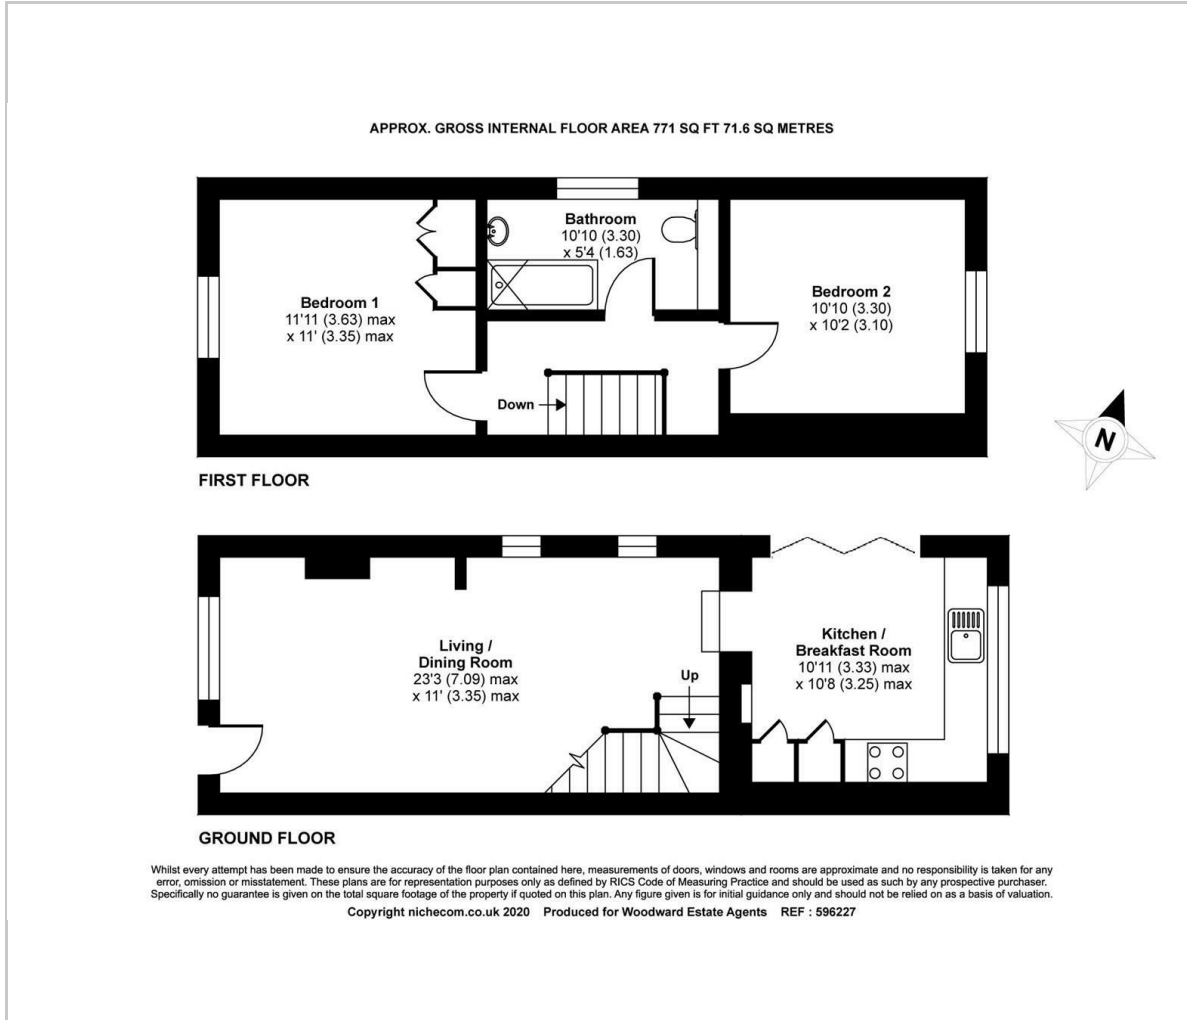 APPROX. GROSS INTERNAL FLOOR AREA 771 SQ FT 71.6 SQ METRES
Bathroom
10'10 (3.30)
x 5'4 (1.63)
Bedroom 1
11'11 (3.63) max
x 11' (3.35) max
Bedroom 2
10'10 (3.30)
x 10'2 (3.10)
Down
N
FIRST FLOOR
Living /
Dining Room
23'3 (7.09) max
x 11' (3.35) max
Up
Kitchen /
Breakfast Room
10'11 (3.33) max
x 10'8 (3.25) max
GROUND FLOOR
Whilst every attempt has been made to ensure the accuracy of the floor plan contained here, measurements of doors, windows and rooms are approximate and no responsibility is taken for any
error, omission or misstatement. These plans are for representation purposes only as defined by RICS Code of Measuring Practice and should be used as such by any prospective purchaser.
Specifically no guarantee is given on the total square footage of the property if quoted on this plan. Any figure given is for initial guidance only and should not be relied on as a basis of valuation.
Copyright nichecom.co.uk 2020 Produced for Woodward Estate Agents REF : 596227